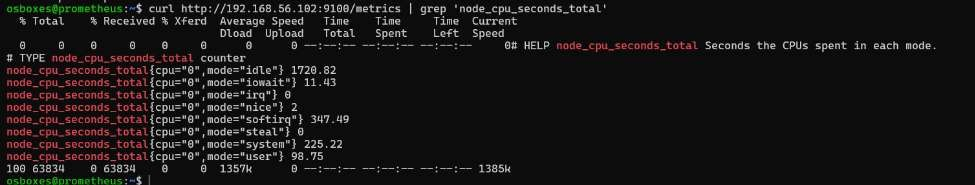 osboxes@prometheus:~$ curl http://192.168.56.102:9100/metrics | grep 'node_cpu_seconds_total'
  % Total    % Received % Xferd  Average Speed   Time    Time     Time  Current
                                 Dload  Upload   Total   Spent    Left  Speed
  0     0    0     0    0     0      0      0 --:--:-- --:--:-- --:--:--     0# HELP node_cpu_seconds_total Seconds the CPUs spent in each mode.
# TYPE node_cpu_seconds_total counter
node_cpu_seconds_total{cpu="0",mode="idle"} 1720.82
node_cpu_seconds_total{cpu="0",mode="iowait"} 11.43
node_cpu_seconds_total{cpu="0",mode="irq"} 0
node_cpu_seconds_total{cpu="0",mode="nice"} 2
node_cpu_seconds_total{cpu="0",mode="softirq"} 347.49
node_cpu_seconds_total{cpu="0",mode="steal"} 0
node_cpu_seconds_total{cpu="0",mode="system"} 225.22
node_cpu_seconds_total{cpu="0",mode="user"} 98.75
100 63834    0 63834    0     0  1357k      0 --:--:-- --:--:-- --:--:-- 1385k
osboxes@prometheus:~$